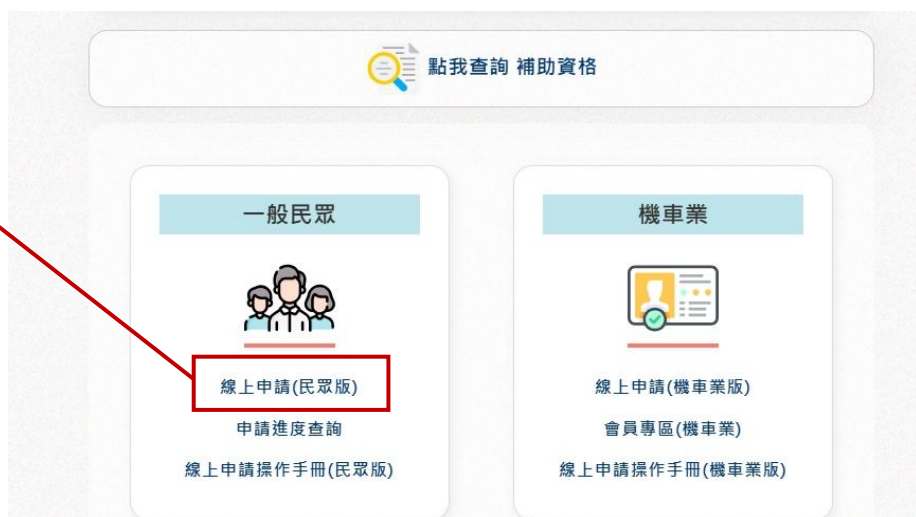 點我查詢 補助資格
一般民眾
線上申請(民眾版)
申請進度查詢
線上申請操作手冊(民眾版)
機車業
線上申請(機車業版)
會員專區(機車業)
線上申請操作手冊(機車業版)